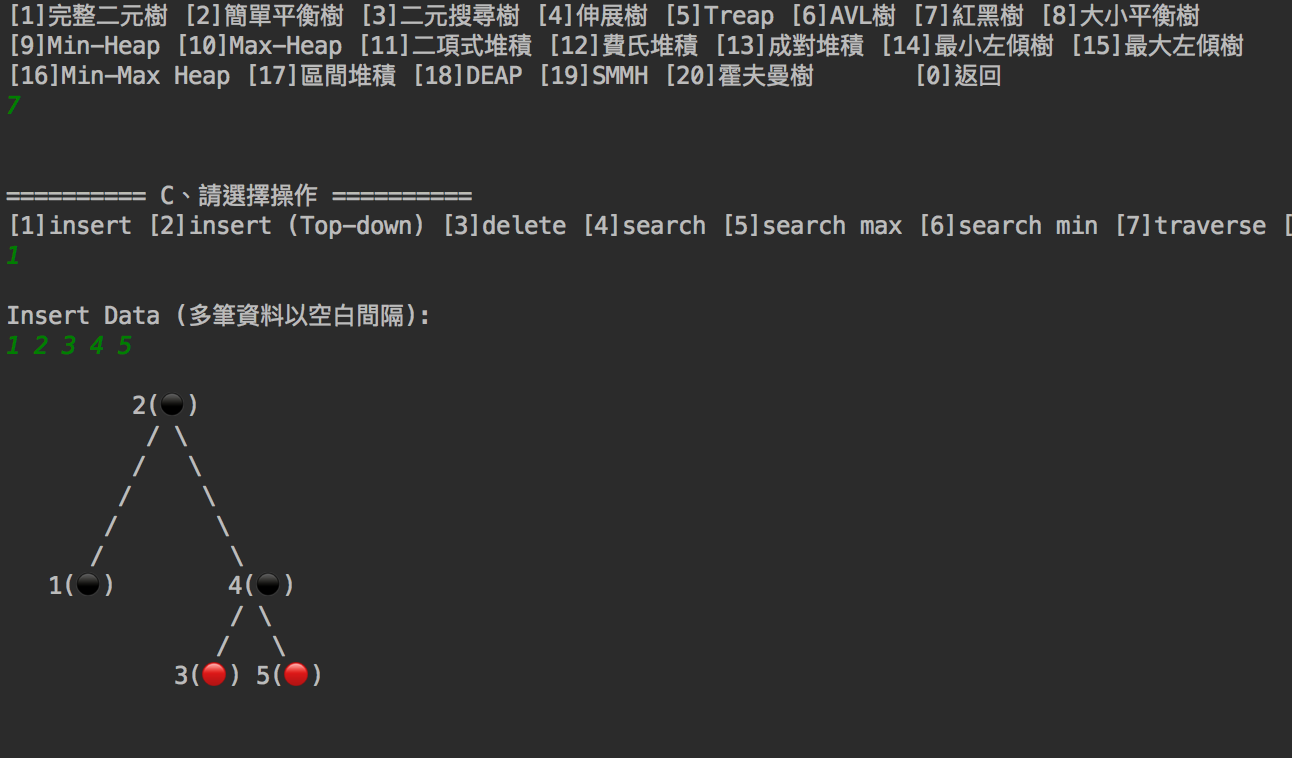 [1]完整二元樹 [2]簡單平衡樹 [3]二元搜尋樹 [4]伸展樹 [5]Treap [6]AVL樹 [7]紅黑樹 [8]大小平衡樹
[9]Min-Heap [10]Max-Heap [11]二項式堆積 [12]費氏堆積 [13]成對堆積 [14]最小左傾樹 [15]最大左傾樹
[16]Min-Max Heap [17]區間堆積 [18]DEAP [19]SMMH [20]霍夫曼樹 [0]返回
7
========== C、請選擇操作 ==========
[1]insert [2]insert (Top-down) [3]delete [4]search [5]search max [6]search min [7]traverse [
1
Insert Data (多筆資料以空白間隔):
1 2 3 4 5
2(⚫)
/ \
/ \
/ \
/ \
/ \
1(⚫) 4(⚫)
/ \
/ \
3(🔴) 5(🔴)